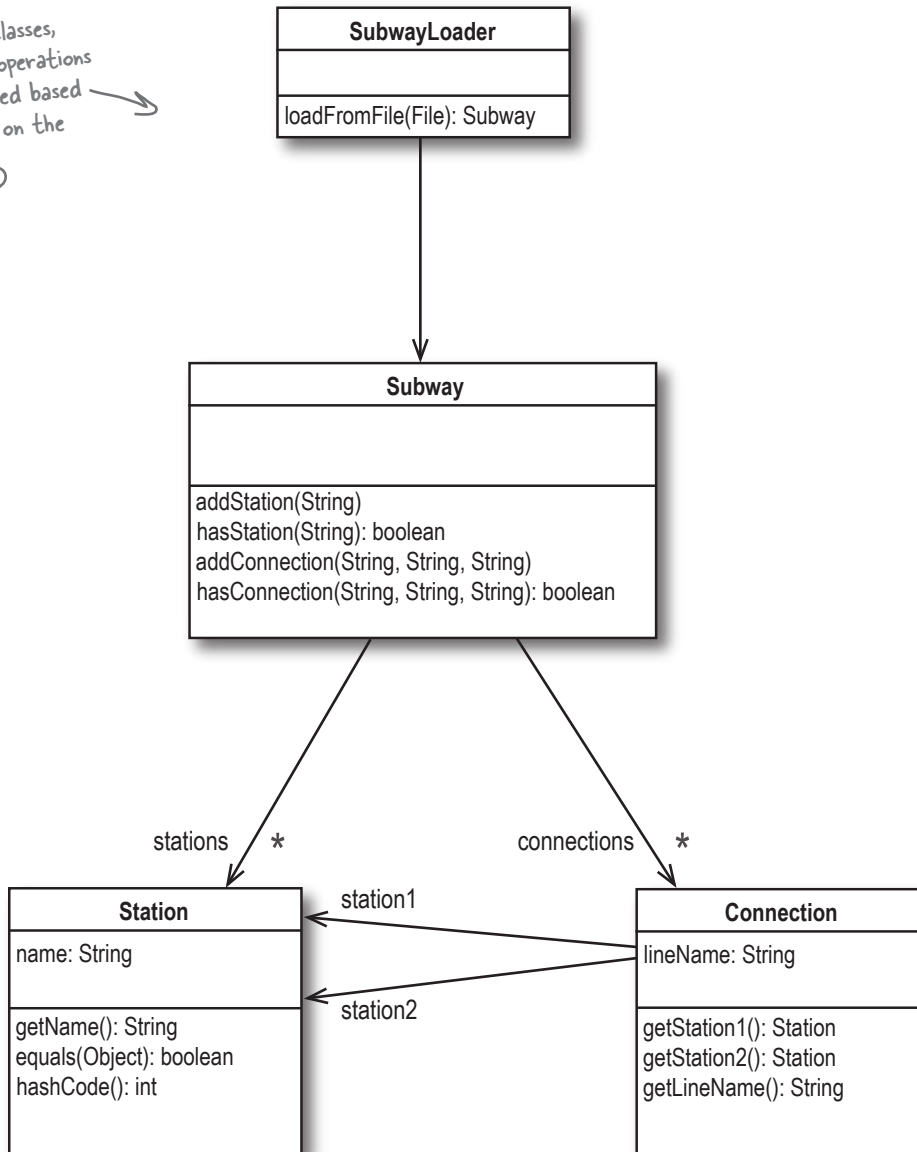 lasses,
operations
ed based
on the
SubwayLoader
loadFromFile(File): Subway
Subway
addStation(String)
hasStation(String): boolean
addConnection(String, String, String)
hasConnection(String, String, String): boolean
stations *
connections *
Station
name: String
getName(): String
equals(Object): boolean
hashCode(): int
station1
station2
Connection
lineName: String
getStation1(): Station
getStation2(): Station
getLineName(): String